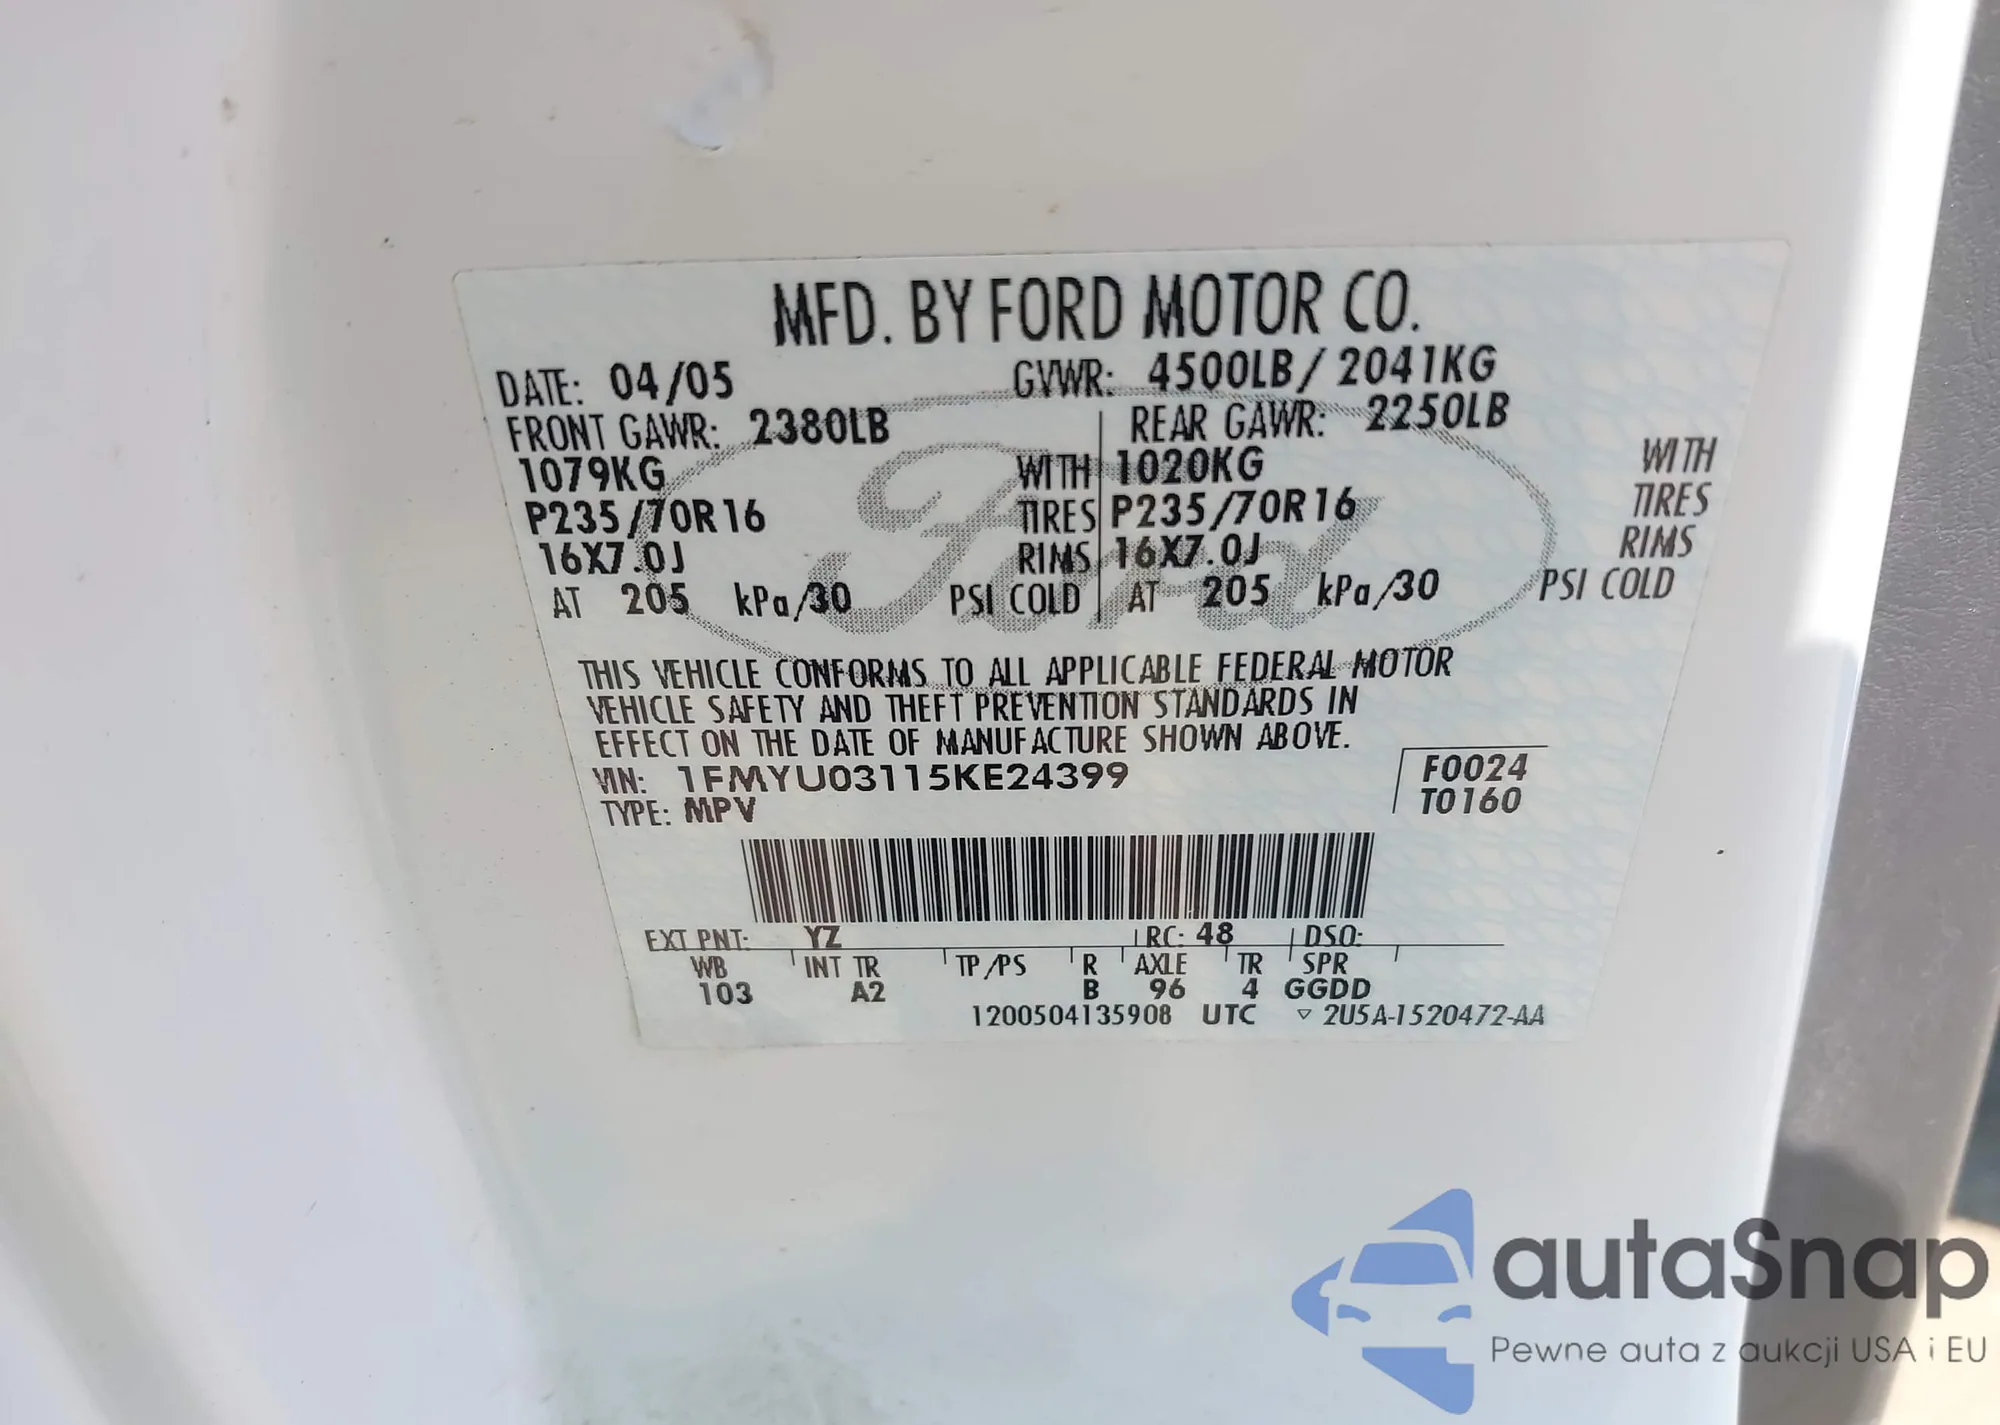 MFD. BY FORD MOTOR CO.
DATE: 04/05 GVWR: 4500LB/ 2041KG
FRONT GAWR: 2380LB REAR GAWR: 2250LB
1079KG WITH 1020KG WITH
P235/70R16 TIRES P235/70R16 TIRES
16X7.0J RIMS 16X7.0J RIMS
AT 205 kPa/30 PSI COLD AT 205 kPa/30 PSI COLD
Ford
THIS VEHICLE CONFORMS TO ALL APPLICABLE FEDERAL MOTOR
VEHICLE SAFETY AND THEFT PREVENTION STANDARDS IN
EFFECT ON THE DATE OF MANUFACTURE SHOWN ABOVE.
VIN: 1FMYU03115KE24399 F0024
TYPE: MPV T0160
EXT PNT: YZ RC: 48 DSO:
WB INT TR TP/PS R AXLE TR SPR
103 A2 B 96 4 GGDD
1200504135908 UTC ▽ 2U5A-1520472-AA
autaSnap
Pewne auta z aukcji USA i EU